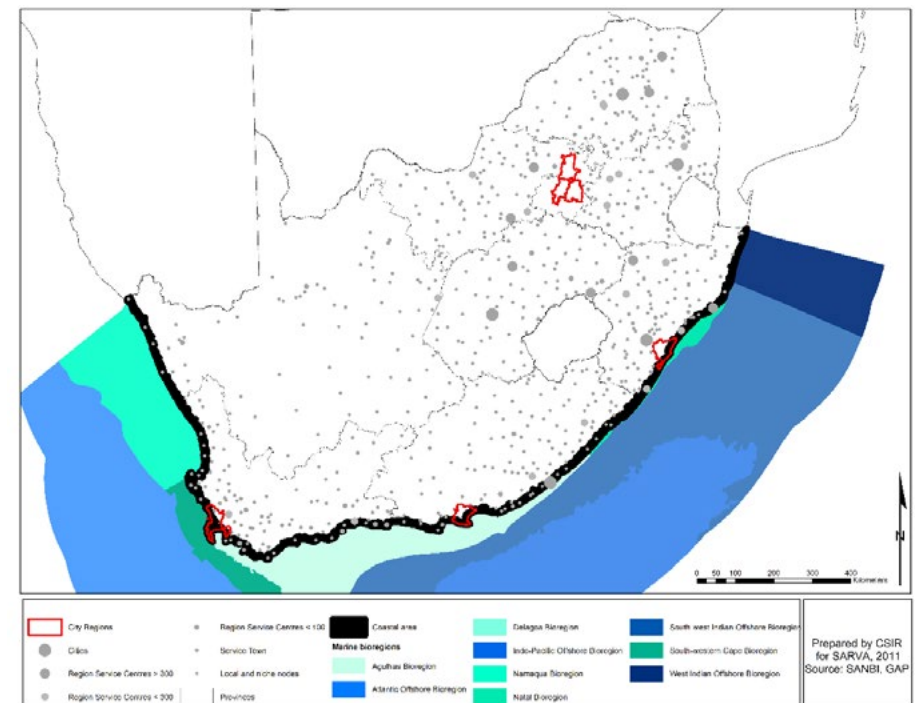 N
0 50 100 200 300 400
Kilometers
City Regions
Cities
Region Service Centres > 300
Region Service Centres < 300
Region Service Centres < 100
Service Town
Local and niche nodes
Provinces
Coastal area
Marine bioregions
Agulhas Bioregion
Atlantic Offshore Bioregion
Delagoa Bioregion
Indo-Pacific Offshore Bioregion
Namaqua Bioregion
Natal Bioregion
South west Indian Offshore Bioregion
South-western Cape Bioregion
West Indian Offshore Bioregion
Prepared by CSIR
for SARVA, 2011
Source: SANBI, GAP